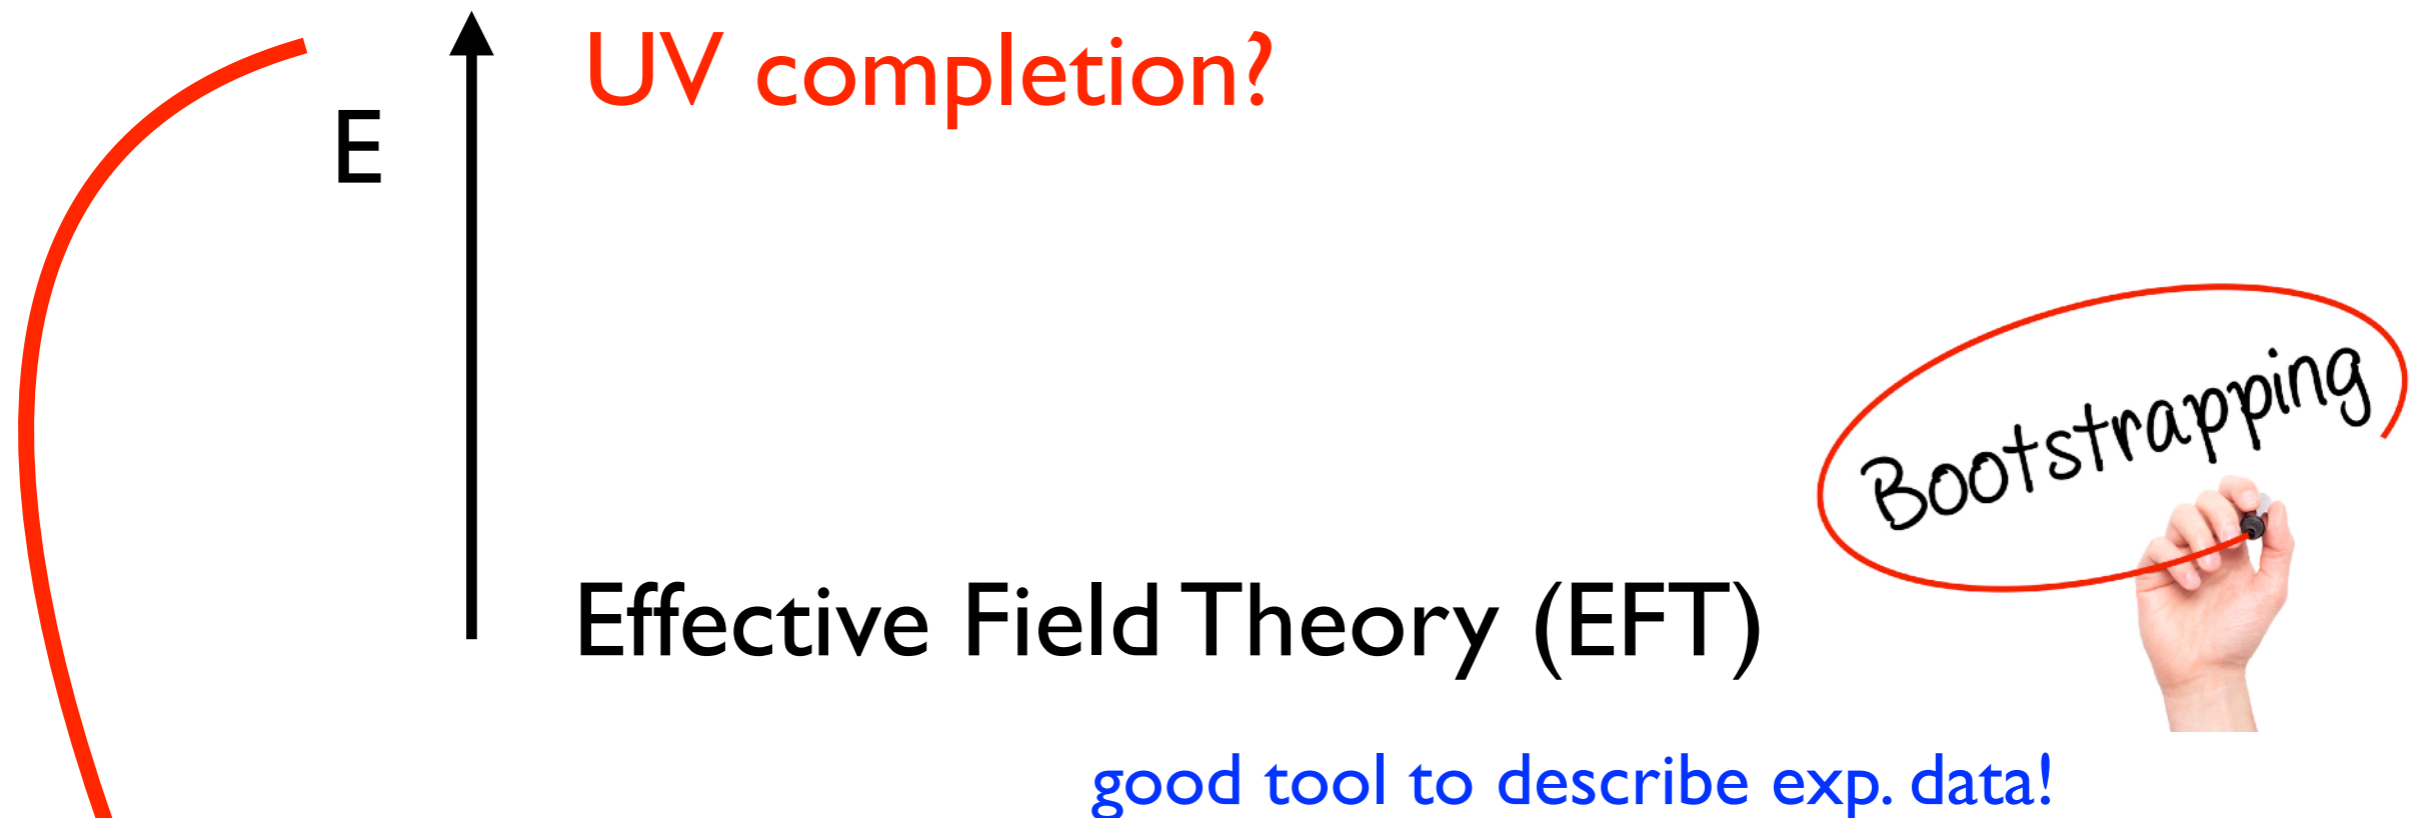 UV completion?
E
Bootstrapping
Effective Field Theory (EFT)
good tool to describe exp. data!